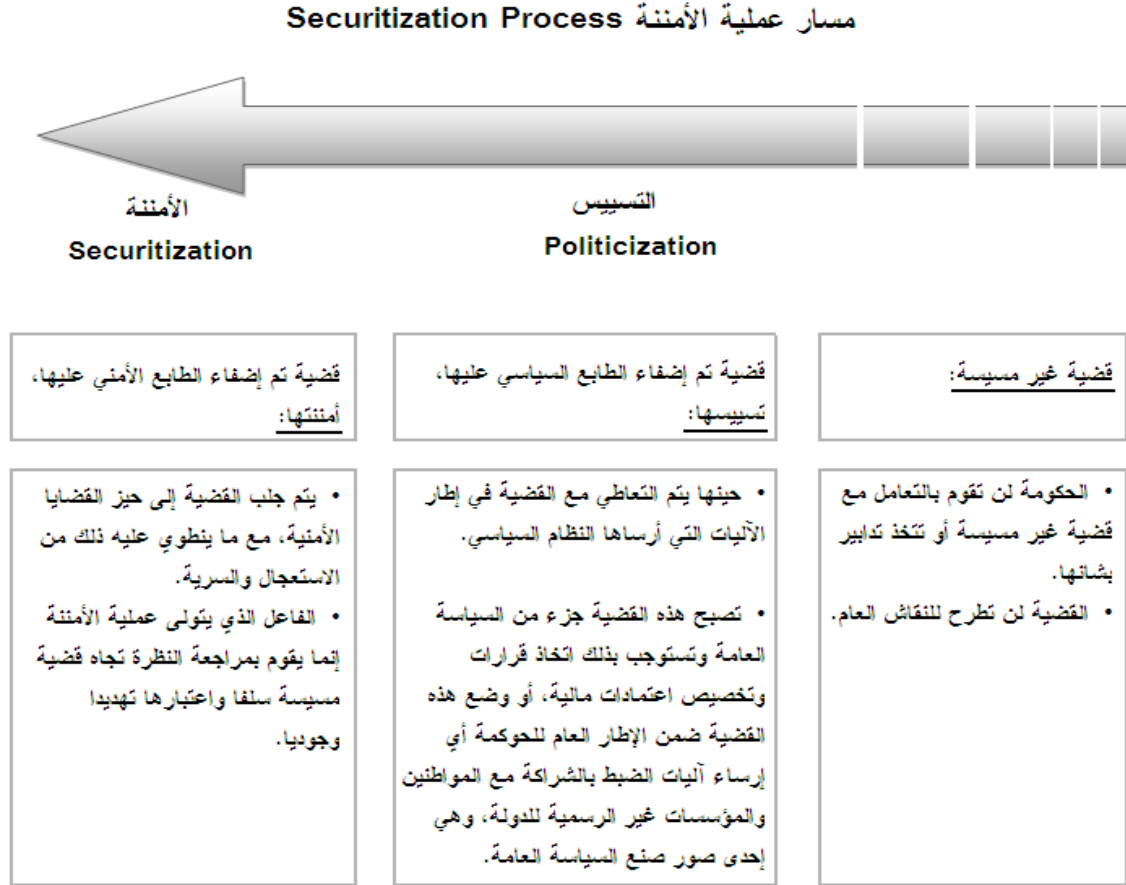 مسار عملية الأمننة Securitization Process
الأمننة
Securitization
التسييس
Politicization
قضية غير مسيسة:
الحكومة لن تقوم بالتعامل مع •
قضية غير مسيسة أو تتخذ تدابير
بشانها.
• القضية لن تطرح للنقاش العام.
قضية تم إضفاء الطابع السياسي عليها،
تسييسها:
• حينها يتم التعاطي مع القضية في إطار
الآليات التي أرساها النظام السياسي.
• تصبح هذه القضية جزء من السياسة
العامة وتستوجب بذلك اتخاذ قرارات
وتخصيص اعتمادات مالية، أو وضع هذه
القضية ضمن الإطار العام للحوكمة أي
إرساء آليات الضبط بالشراكة مع المواطنين
والمؤسسات غير الرسمية للدولة، وهي
إحدى صور صنع السياسة العامة.
قضية تم إضفاء الطابع الأمني عليها،
أمننتها:
• يتم جلب القضية إلى حيز القضايا
الأمنية، مع ما ينطوي عليه ذلك من
الاستعجال والسرية.
• الفاعل الذي يتولى عملية الأمننة
إنما يقوم بمراجعة النظرة تجاه قضية
مسيسة سلفا واعتبارها تهديدا
وجوديا.